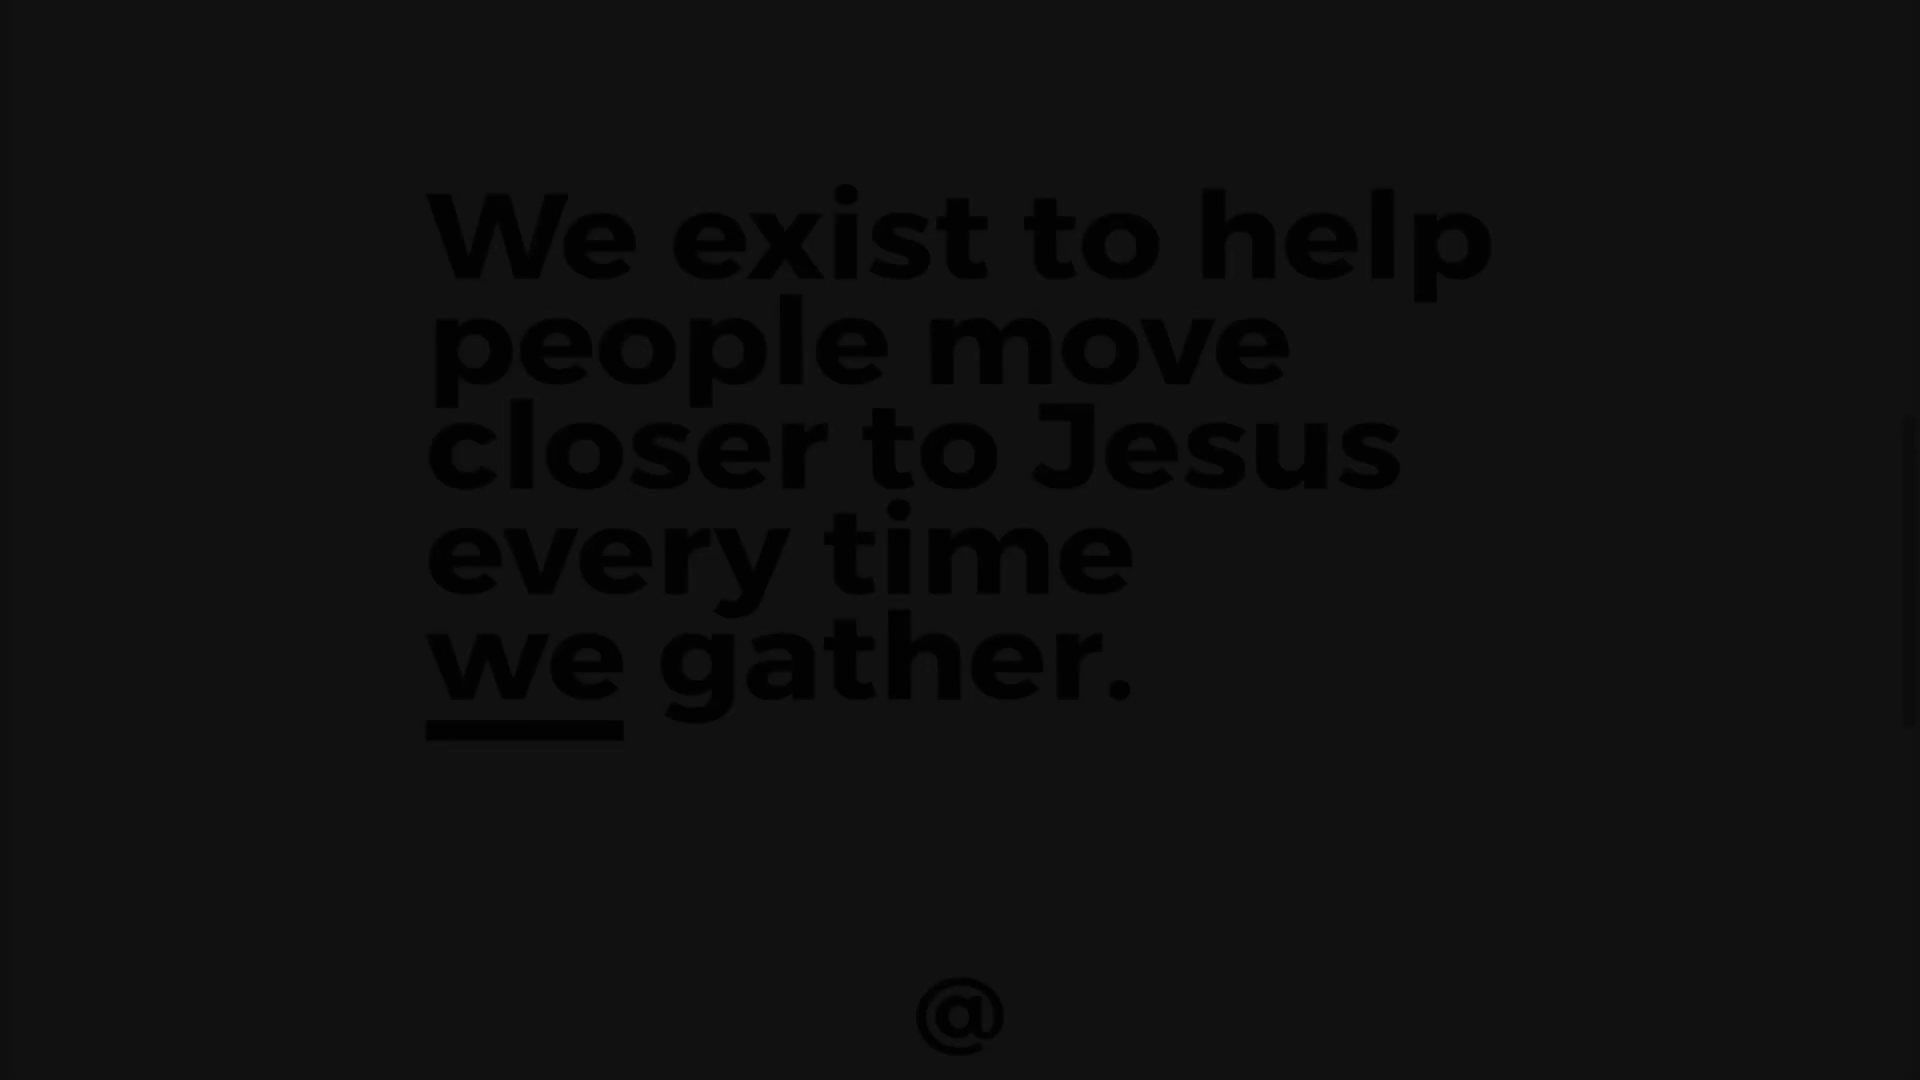 We exist to help
people move
closer to Jesus
every time
we gather.
@